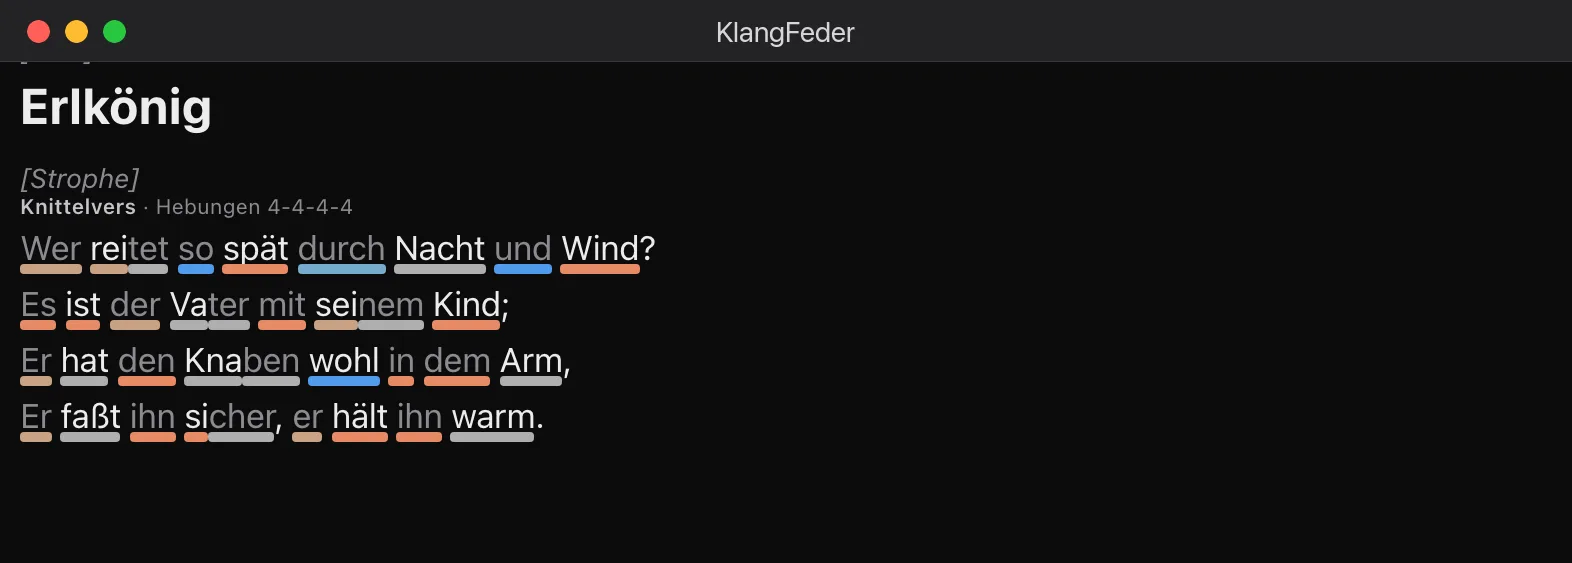 KlangFeder
Erlkönig
[Strophe]
Knittelvers · Hebungen 4-4-4-4
Wer reitet so spät durch Nacht und Wind?
Es ist der Vater mit seinem Kind;
Er hat den Knaben wohl in dem Arm,
Er faßt ihn sicher, er hält ihn warm.